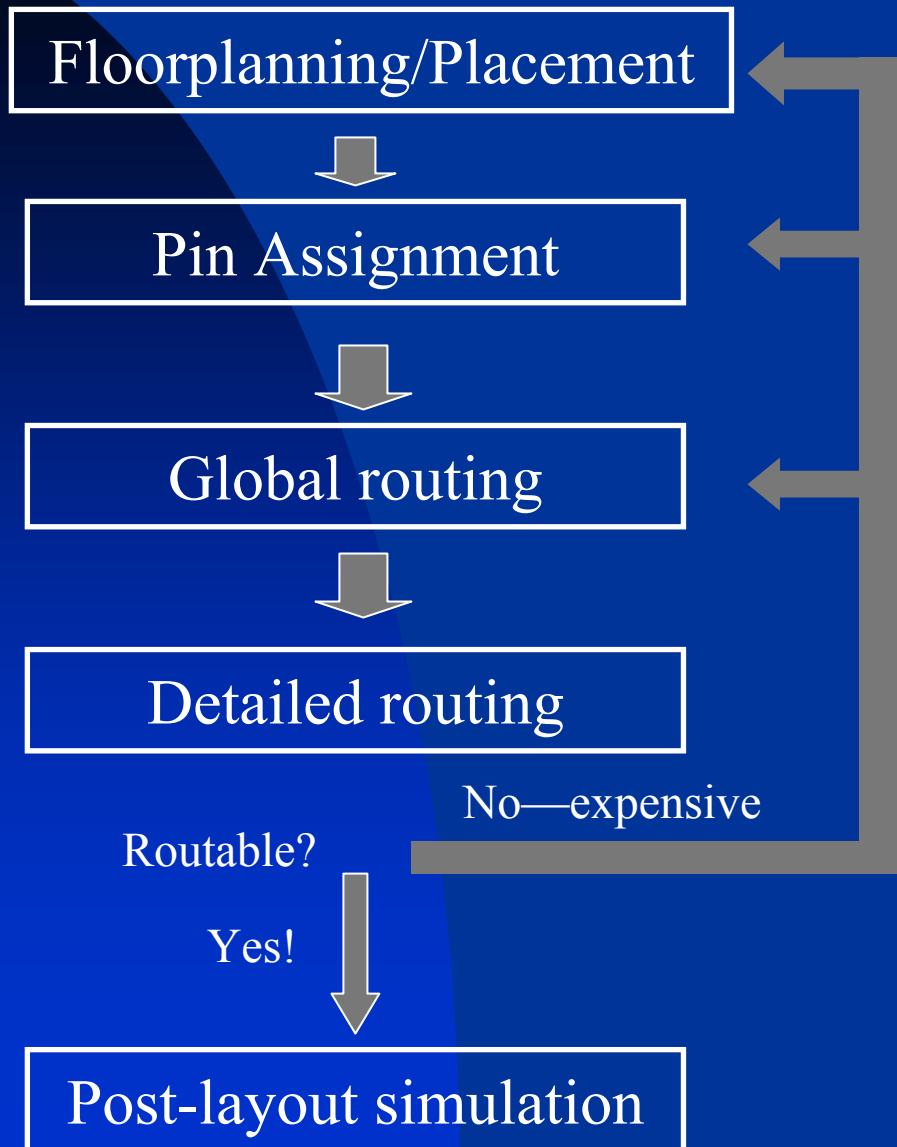 Floorplanning/Placement
Pin Assignment
Global routing
Detailed routing
No—expensive
Routable?
Yes!
Post-layout simulation